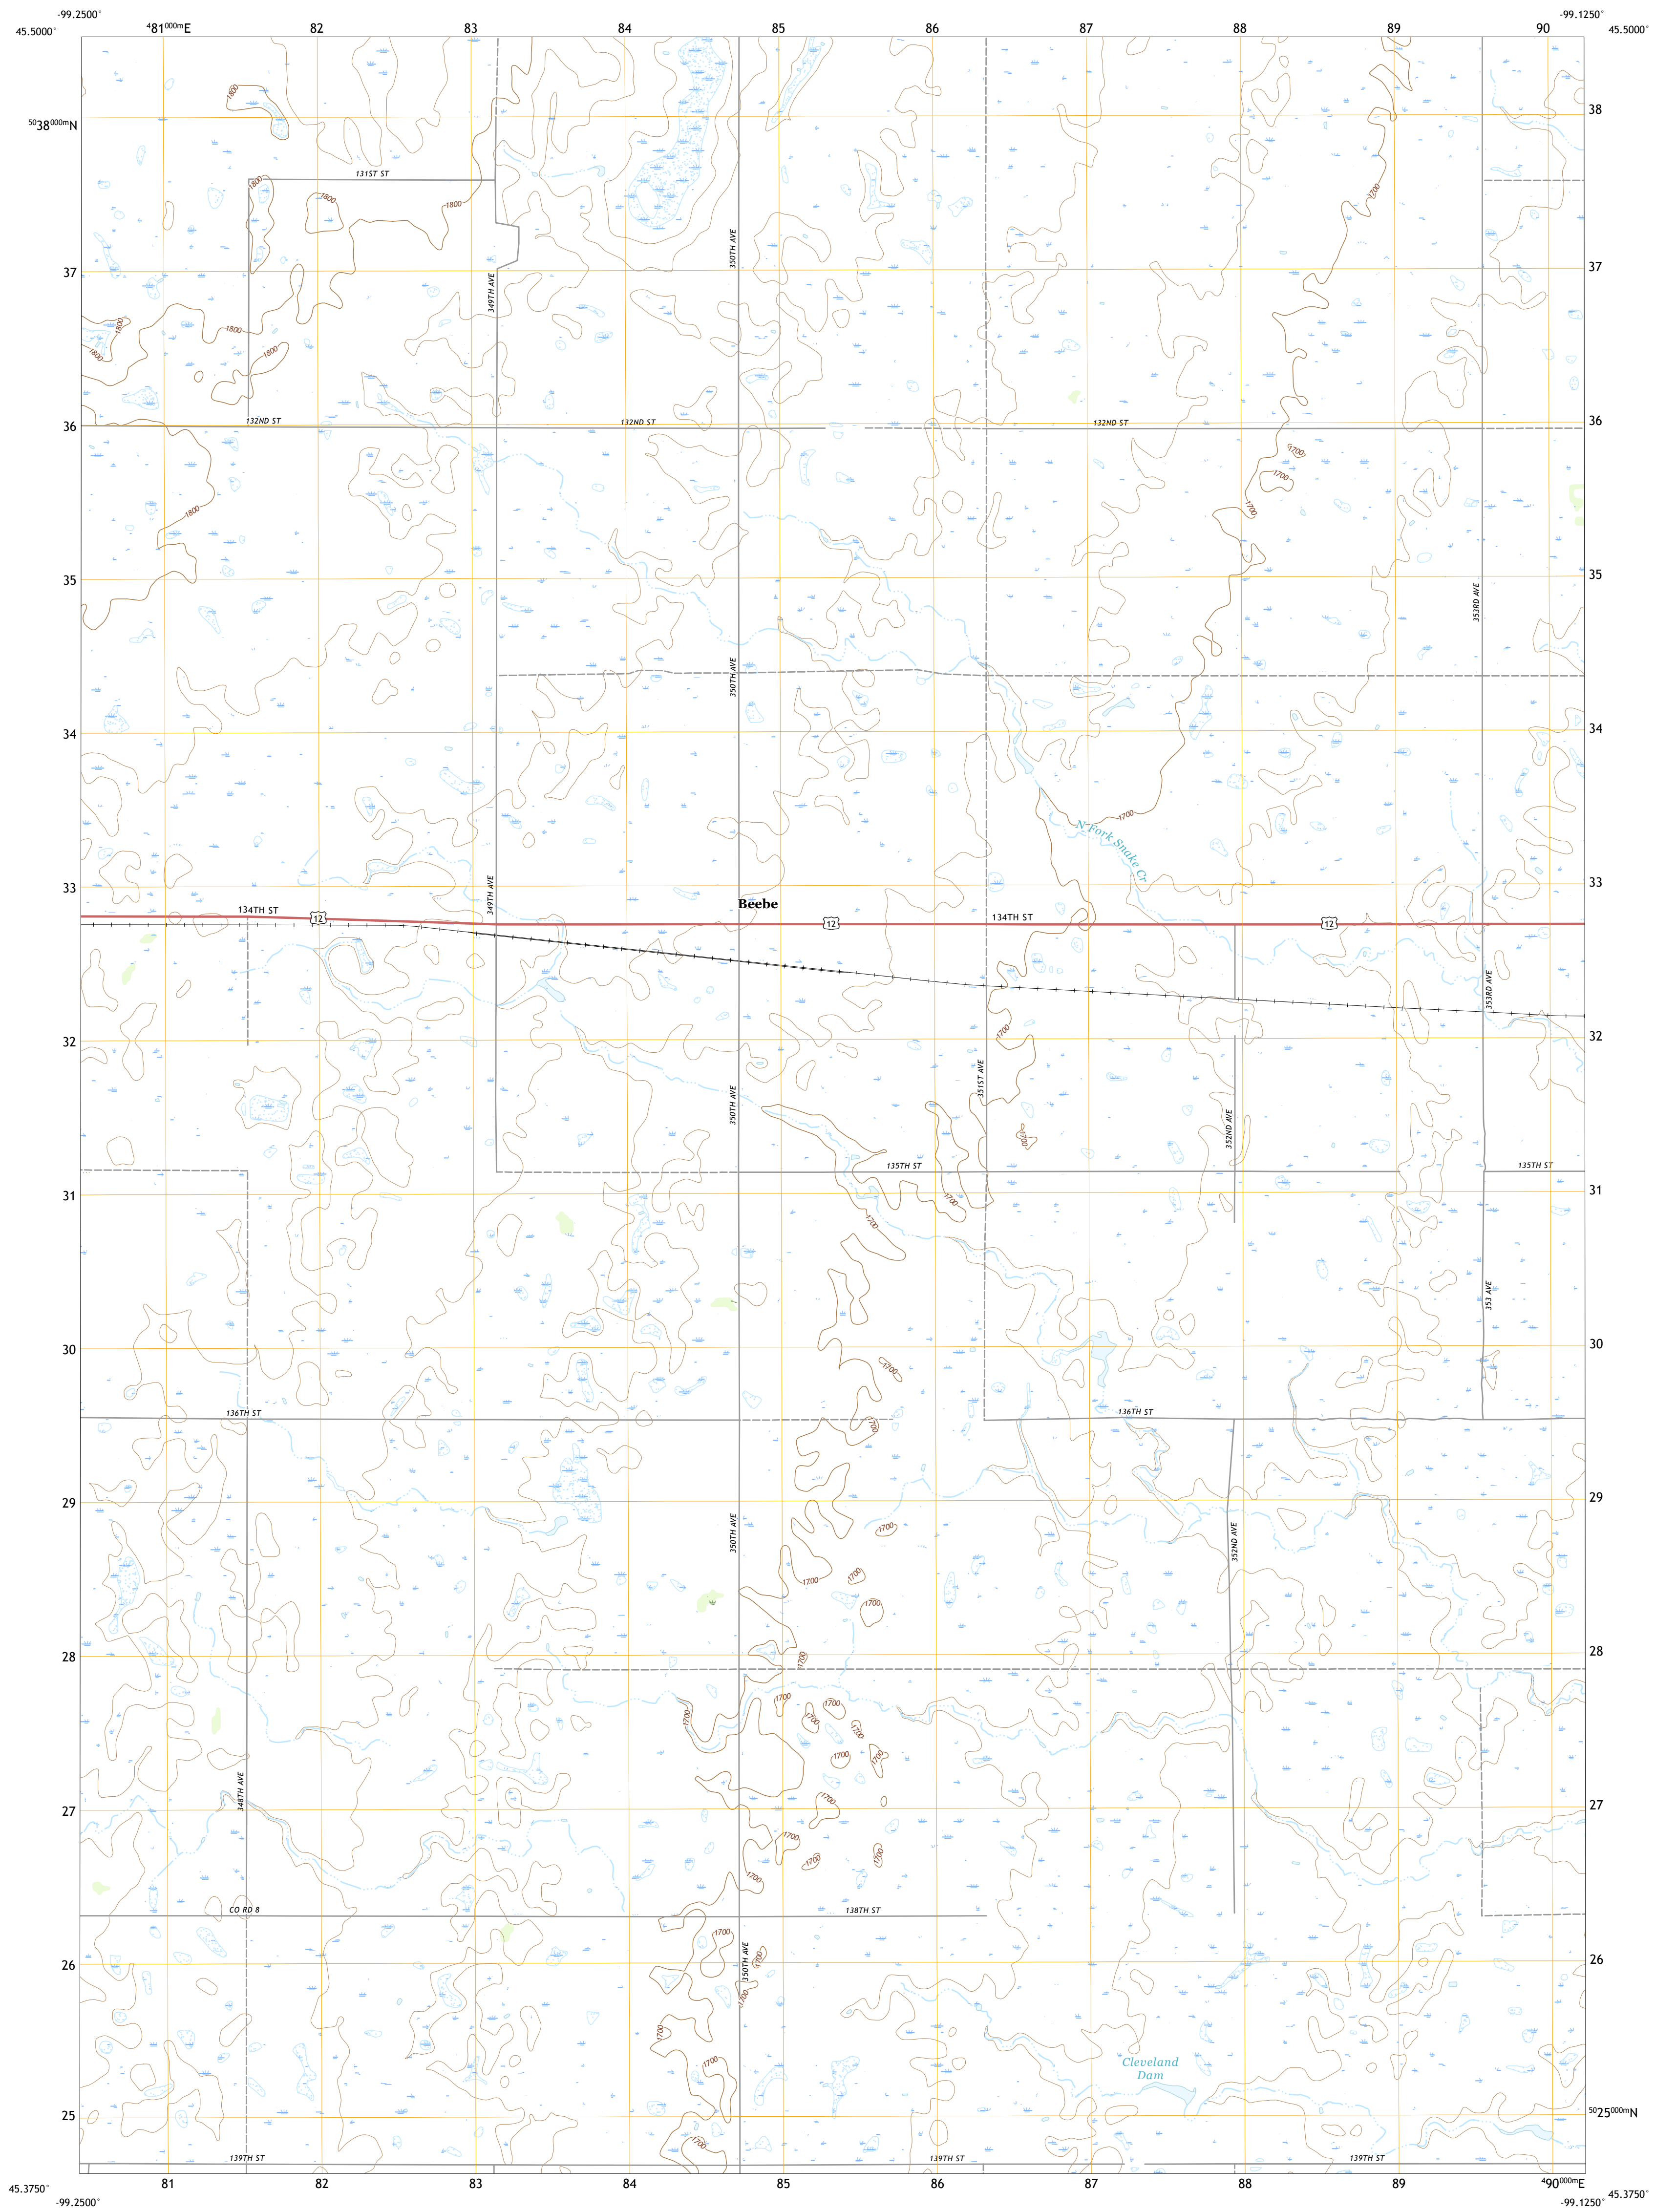 -99.2500°
-99.1250°
45.5000°
⁴81⁰⁰⁰ᵐE
82
83
84
85
86
87
88
89
90
45.5000°
1800
38
⁵⁰38⁰⁰⁰ᵐN
131ST ST
1800
1800
1800
1700
350TH AVE
37
37
349TH AVE
1800
1800
1800
1800
132ND ST
132ND ST
132ND ST
36
36
1700
1700
1700
1800
35
35
353RD AVE
350TH AVE
34
34
1700
N Fork Snake Cr
33
33
349TH AVE
Beebe
134TH ST
12
12
134TH ST
12
353RD AVE
32
32
1700
351ST AVE
350TH AVE
352ND AVE
1700
135TH ST
135TH ST
31
31
1700
1700
353 AVE
30
30
1700
136TH ST
136TH ST
1700
29
29
1700
350TH AVE
352ND AVE
1700
1700
1700
28
28
1700
1700
1700
1700
1700
1700
1700
1700
348TH AVE
27
27
1700
1700
1700
1700
1700
CO RD 8
138TH ST
1700
350TH AVE
1700
26
26
1700
1700
1700
Cleveland
Dam
25
⁵⁰25⁰⁰⁰ᵐN
1700
139TH ST
139TH ST
139TH ST
45.3750°
81
82
83
84
85
86
87
88
89
⁴90⁰⁰⁰ᵐE
45.3750°
-99.2500°
-99.1250°